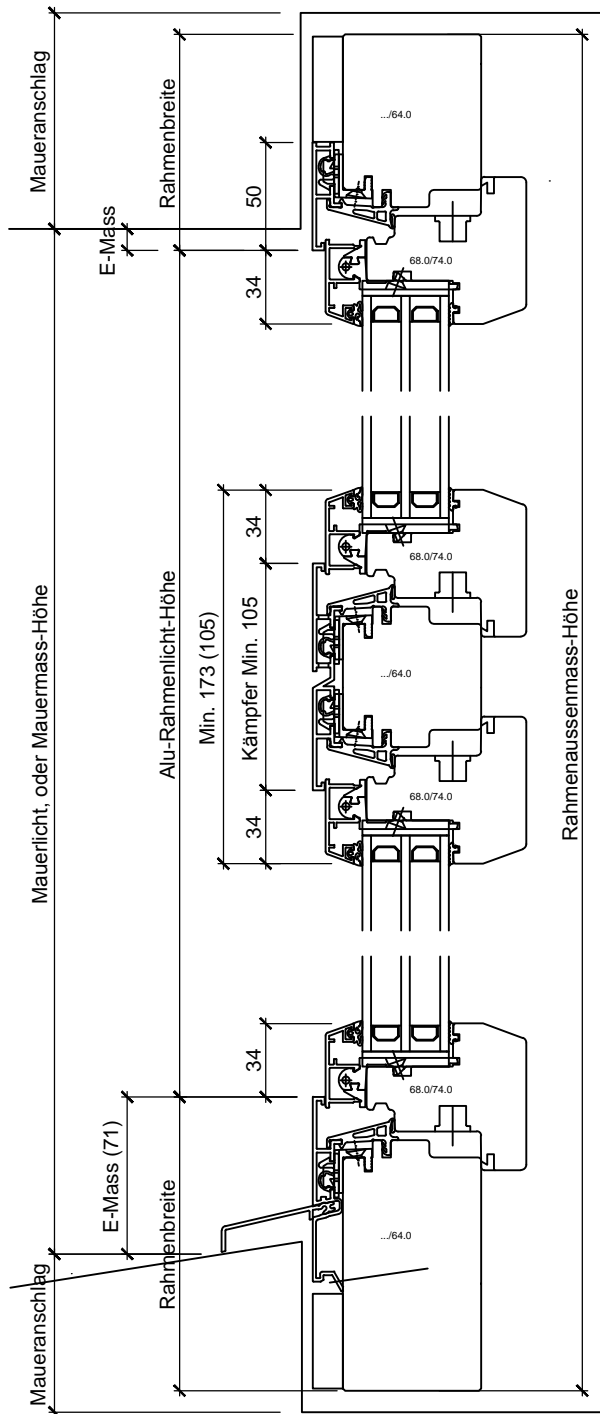 Maueranschlag
Rahmenbreite
.../64.0
50
E-Mass
34
68.0/74.0
Mauerlicht, oder Mauermass-Höhe
Alu-Rahmenlicht-Höhe
Min. 173 (105)
Kämpfer Min. 105
34
68.0/74.0
.../64.0
Rahmenaussenmass-Höhe
34
68.0/74.0
34
68.0/74.0
E-Mass (71)
Rahmenbreite
.../64.0
Maueranschlag